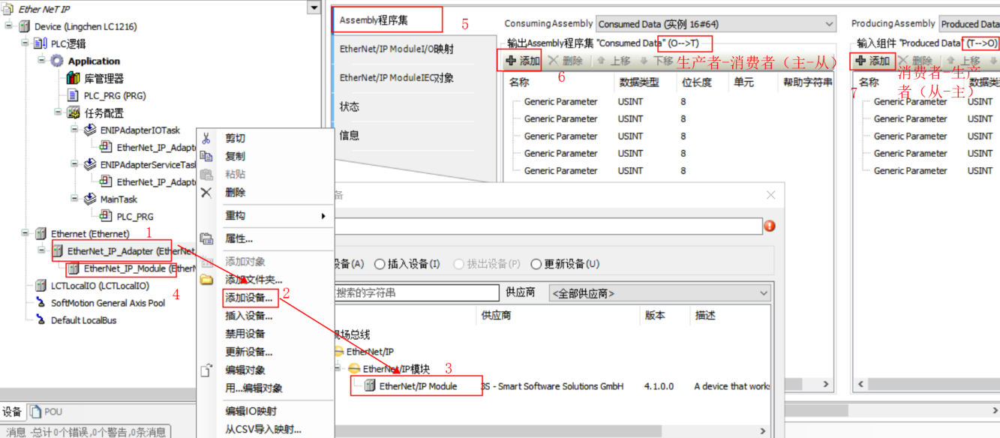 Ether NeT IP
Device (Lingchen LC1216)
PLC逻辑
Application
库管理器
PLC_PRG (PRG)
任务配置
ENIPAdapterIOTask
EtherNet_IP_Adapte
ENIPAdapterServiceTask
EtherNet_IP_Adapte
MainTask
PLC_PRG
Ethernet (Ethernet)
1
EtherNet_IP_Adapter (EtherNet_
EtherNet_IP_Module (EtherN
4
LCTLocalIO (LCTLocalIO)
SoftMotion General Axis Pool
Default LocalBus
设备
POU
消息 -总计0个错误,0个警告,0条消息
剪切
复制
粘贴
删除
重构
属性...
添加对象
添加文件夹...
添加设备...
2
插入设备...
禁用设备
更新设备...
编辑对象
用...编辑对象
编辑IO映射
从CSV导入映射...
Assembly程序集
5
EtherNet/IP ModuleI/O映射
EtherNet/IP ModuleIEC对象
状态
信息
Consuming Assembly Consumed Data (实例 16#64)
输出Assembly程序集 "Consumed Data" (O-->T)
添加 删除 上移 下移
生产者-消费者（主-从）
6
名称 数据类型 位长度 单元 帮助字符串
Generic Parameter USINT 8
Generic Parameter USINT 8
Generic Parameter USINT 8
Generic Parameter USINT 8
Generic Parameter USINT 8
Producing Assembly Produced Data
输入组件 "Produced Data" (T-->O)
添加 删除 上移
消费者-生产
者（从-主）
7
名称 数据类
Generic Parameter USINT
Generic Parameter USINT
Generic Parameter USINT
Generic Parameter USINT
Generic Parameter USINT
备
设备(A) 插入设备(I) 拔出设备(P) 更新设备(U)
搜索的字符串 供应商 <全部供应商>
供应商 版本 描述
现场总线
EtherNet/IP
EtherNet/IP模块
3
EtherNet/IP Module 3S - Smart Software Solutions GmbH 4.1.0.0 A device that works